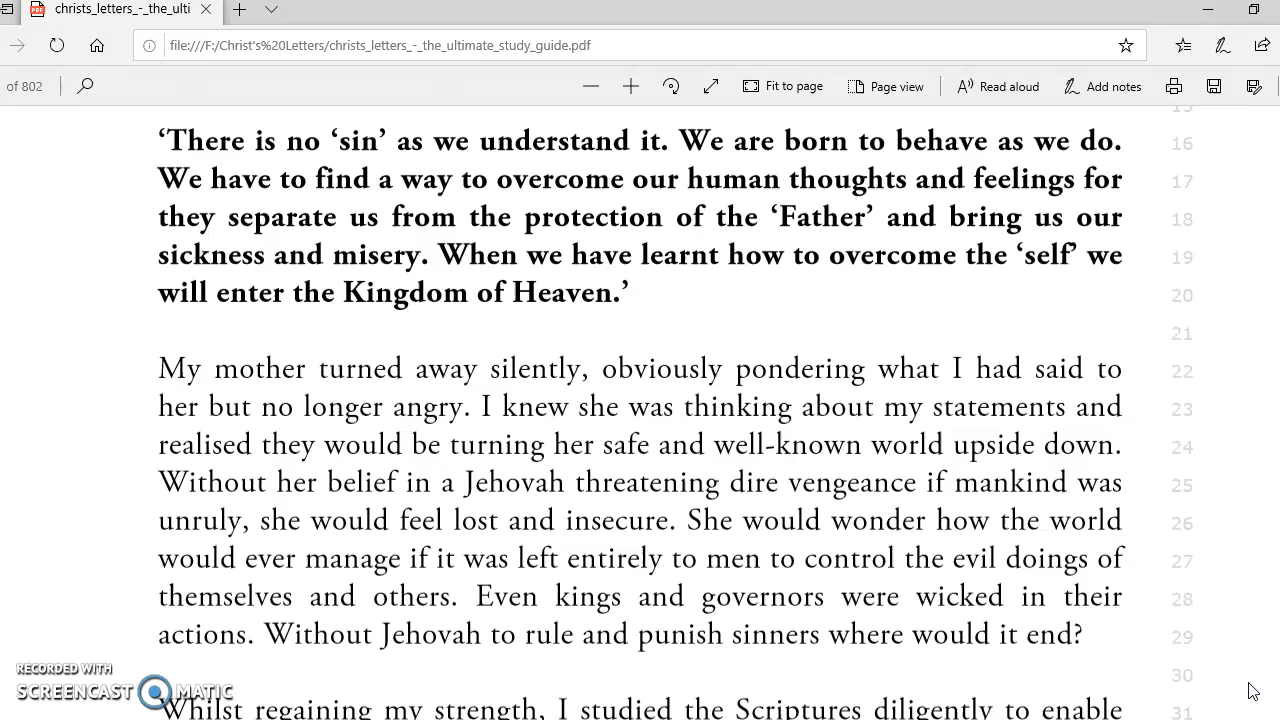 christs_letters_-_the_ulti
file:///F:/Christ's%20Letters/christs_letters_-_the_ultimate_study_guide.pdf
of 802
Fit to page
Page view
Read aloud
Add notes
15
‘There is no ‘sin’ as we understand it. We are born to behave as we do. 16
We have to find a way to overcome our human thoughts and feelings for 17
they separate us from the protection of the ‘Father’ and bring us our 18
sickness and misery. When we have learnt how to overcome the ‘self’ we 19
will enter the Kingdom of Heaven.’ 20
21
My mother turned away silently, obviously pondering what I had said to 22
her but no longer angry. I knew she was thinking about my statements and 23
realised they would be turning her safe and well-known world upside down. 24
Without her belief in a Jehovah threatening dire vengeance if mankind was 25
unruly, she would feel lost and insecure. She would wonder how the world 26
would ever manage if it was left entirely to men to control the evil doings of 27
themselves and others. Even kings and governors were wicked in their 28
actions. Without Jehovah to rule and punish sinners where would it end? 29
30
Whilst regaining my strength, I studied the Scriptures diligently to enable 31
RECORDED WITH
SCREENCAST MATIC